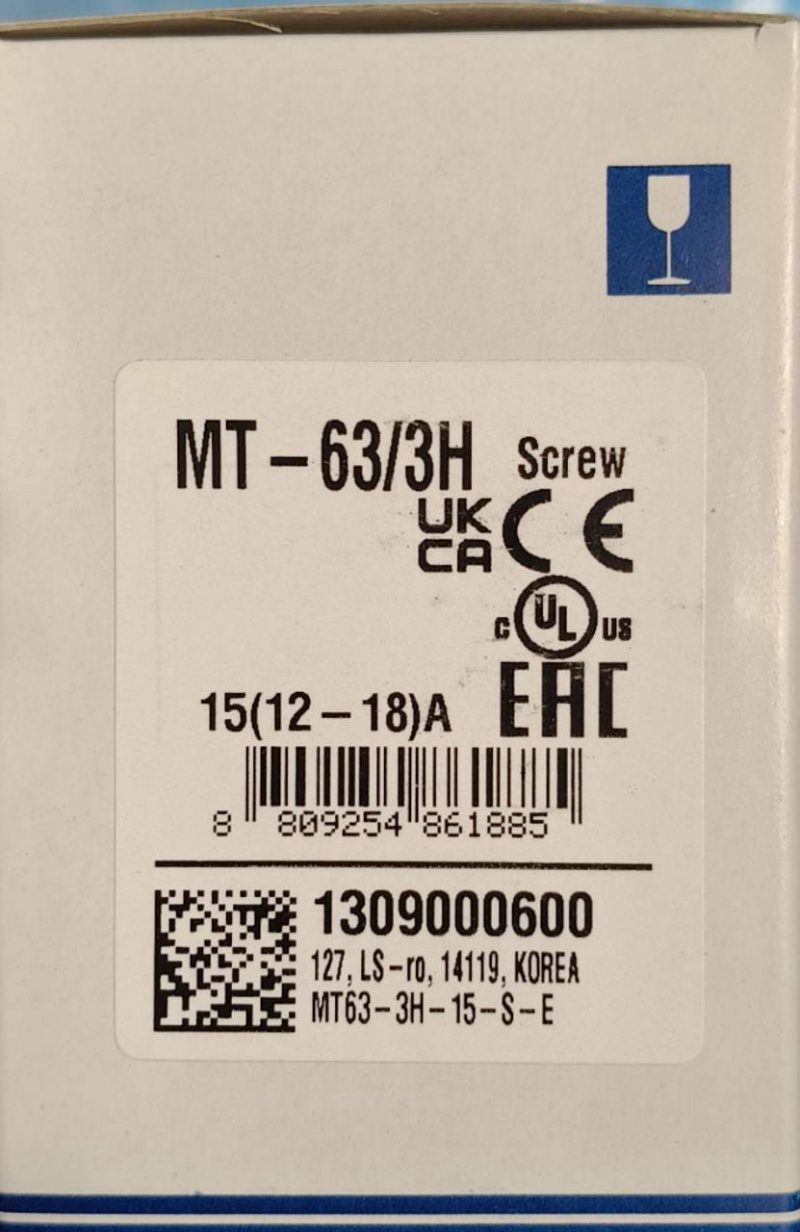 MT-63/3H Screw
UK CE
CA
C UL US
15(12-18)A EAC
8 809254 861885
1309000600
127, LS-ro, 14119, KOREA
MT63-3H-15-S-E